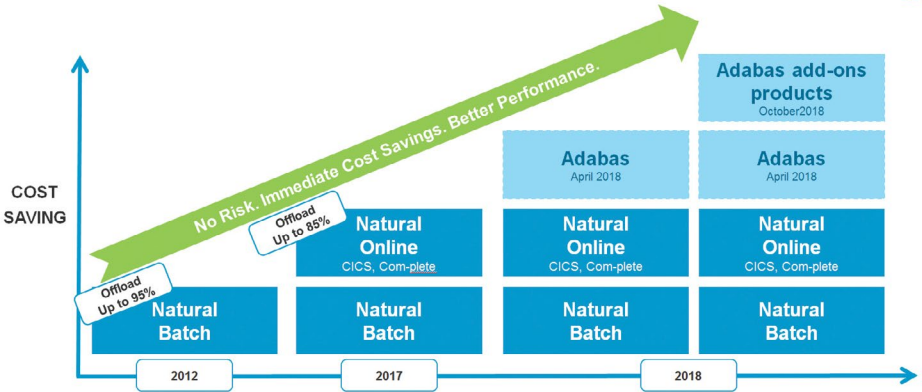 COST
SAVING
No Risk. Immediate Cost Savings. Better Performance.
Offload
Up to 95%
Offload
Up to 85%
Natural
Batch
Natural
Online
CICS, Com-plete
Natural
Batch
Adabas
April 2018
Natural
Online
CICS, Com-plete
Natural
Batch
Adabas add-ons
products
October2018
Adabas
April 2018
Natural
Online
CICS, Com-plete
Natural
Batch
2012
2017
2018